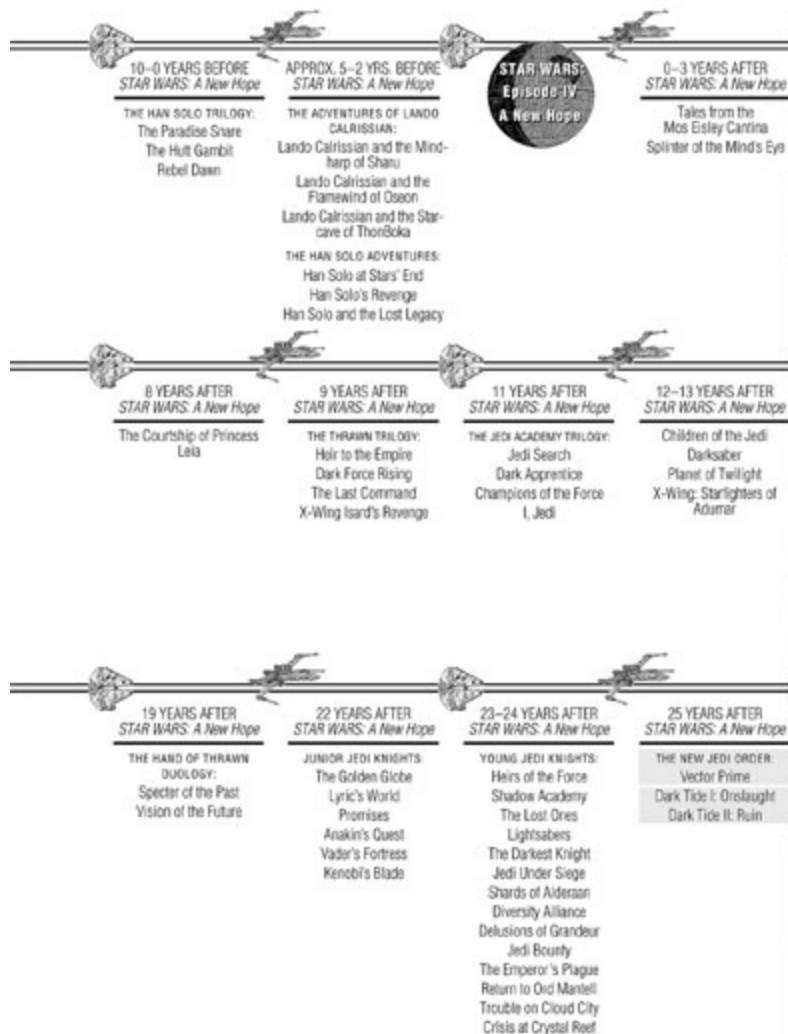 10–0 YEARS BEFORE
STAR WARS: A New Hope
THE HAN SOLO TRILOGY:
The Paradise Snare
The Hutt Gambit
Rebel Dawn
APPROX. 5–2 YRS. BEFORE
STAR WARS: A New Hope
THE ADVENTURES OF LANDO
CALRISSIAN:
Lando Calrissian and the Mind-
harp of Sharu
Lando Calrissian and the
Flamewind of Oseon
Lando Calrissian and the Star-
cave of ThonBoka
THE HAN SOLO ADVENTURES:
Han Solo at Stars' End
Han Solo's Revenge
Han Solo and the Lost Legacy
STAR WARS:
Episode IV
A New Hope
0–3 YEARS AFTER
STAR WARS: A New Hope
Tales from the
Mos Eisley Cantina
Splinter of the Mind's Eye
8 YEARS AFTER
STAR WARS: A New Hope
The Courtship of Princess
Leia
9 YEARS AFTER
STAR WARS: A New Hope
THE THRAWN TRILOGY:
Heir to the Empire
Dark Force Rising
The Last Command
X-Wing Isard's Revenge
11 YEARS AFTER
STAR WARS: A New Hope
THE JEDI ACADEMY TRILOGY:
Jedi Search
Dark Apprentice
Champions of the Force
I, Jedi
12–13 YEARS AFTER
STAR WARS: A New Hope
Children of the Jedi
Darksaber
Planet of Twilight
X-Wing: Starfighters of
Adumar
19 YEARS AFTER
STAR WARS: A New Hope
THE HAND OF THRAWN
DUOLOGY:
Specter of the Past
Vision of the Future
22 YEARS AFTER
STAR WARS: A New Hope
JUNIOR JEDI KNIGHTS:
The Golden Globe
Lyric's World
Promises
Anakin's Quest
Vader's Fortress
Kenobi's Blade
23–24 YEARS AFTER
STAR WARS: A New Hope
YOUNG JEDI KNIGHTS:
Heirs of the Force
Shadow Academy
The Lost Ones
Lightsabers
The Darkest Knight
Jedi Under Siege
Shards of Alderaan
Diversity Alliance
Delusions of Grandeur
Jedi Bounty
The Emperor's Plague
Return to Ord Mantell
Trouble on Cloud City
Crisis at Crystal Reef
25 YEARS AFTER
STAR WARS: A New Hope
THE NEW JEDI ORDER:
Vector Prime
Dark Tide I: Onslaught
Dark Tide II: Ruin